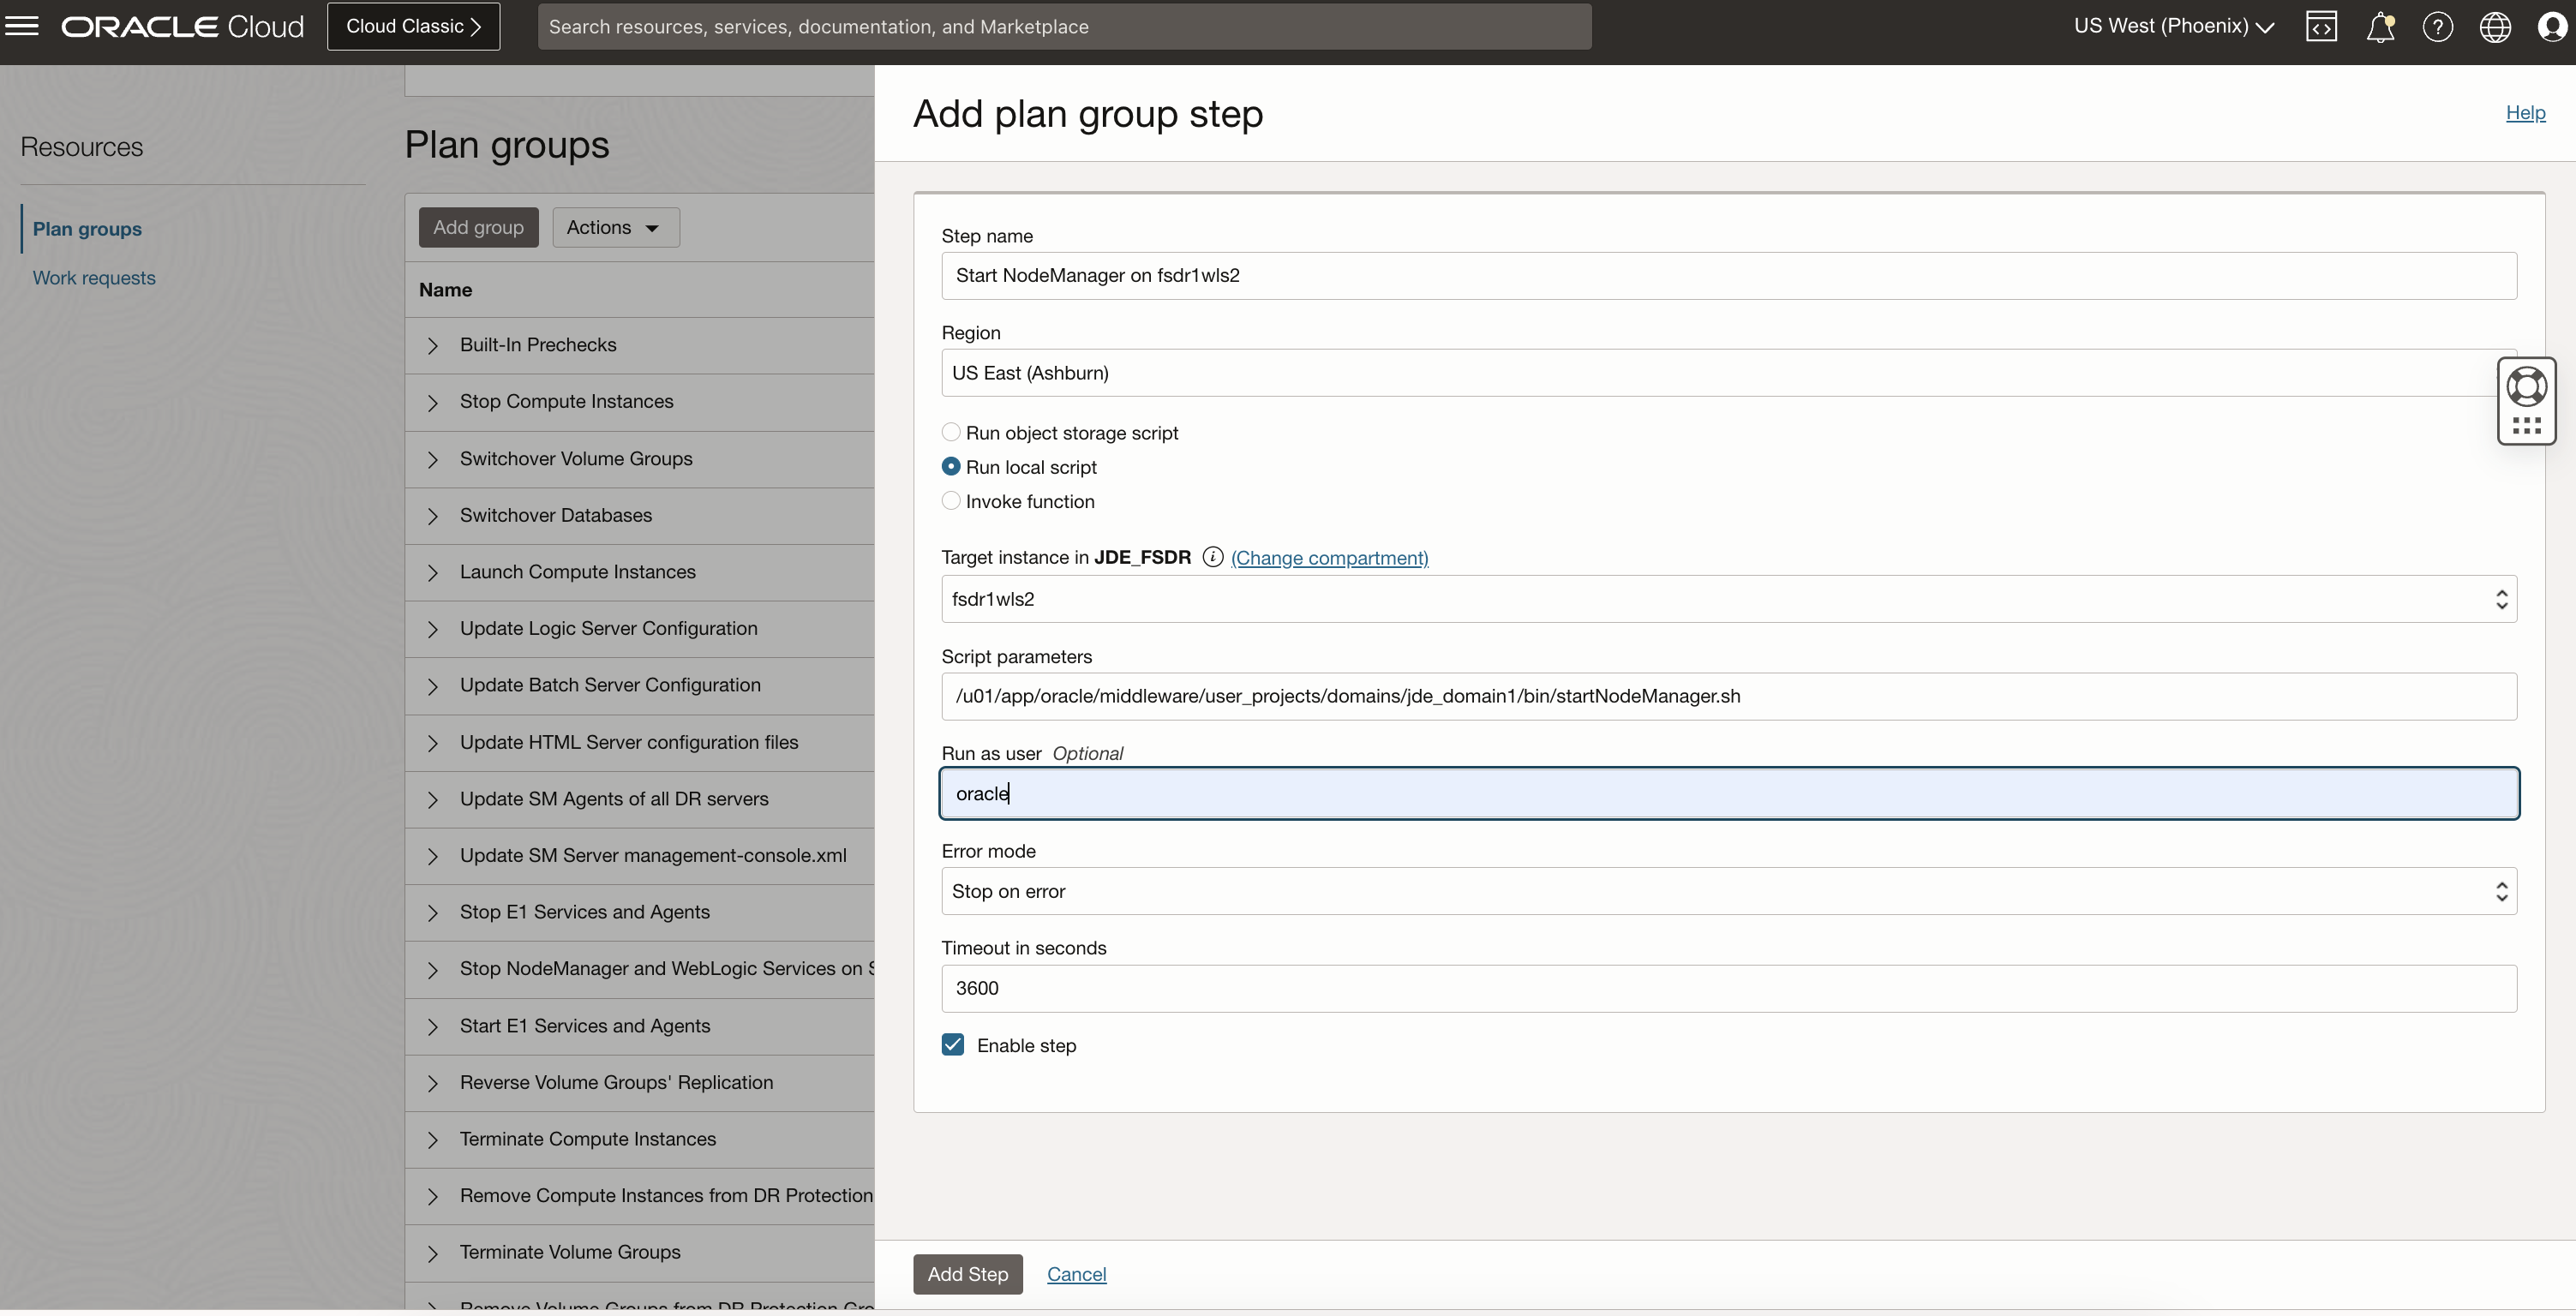 ORACLE Cloud
Cloud Classic
Search resources, services, documentation, and Marketplace
US West (Phoenix)
Resources
Plan groups
Work requests
Plan groups
Add group
Actions
Name
Built-In Prechecks
Stop Compute Instances
Switchover Volume Groups
Switchover Databases
Launch Compute Instances
Update Logic Server Configuration
Update Batch Server Configuration
Update HTML Server configuration files
Update SM Agents of all DR servers
Update SM Server management-console.xml
Stop E1 Services and Agents
Stop NodeManager and WebLogic Services on
Start E1 Services and Agents
Reverse Volume Groups' Replication
Terminate Compute Instances
Remove Compute Instances from DR Protection
Terminate Volume Groups
Remove Volume Groups from DR Protection
Add plan group step
Help
Step name
Start NodeManager on fsdr1wls2
Region
US East (Ashburn)
Run object storage script
Run local script
Invoke function
Target instance in JDE_FSDR (Change compartment)
fsdr1wls2
Script parameters
/u01/app/oracle/middleware/user_projects/domains/jde_domain1/bin/startNodeManager.sh
Run as user Optional
oracle
Error mode
Stop on error
Timeout in seconds
3600
Enable step
Add Step
Cancel